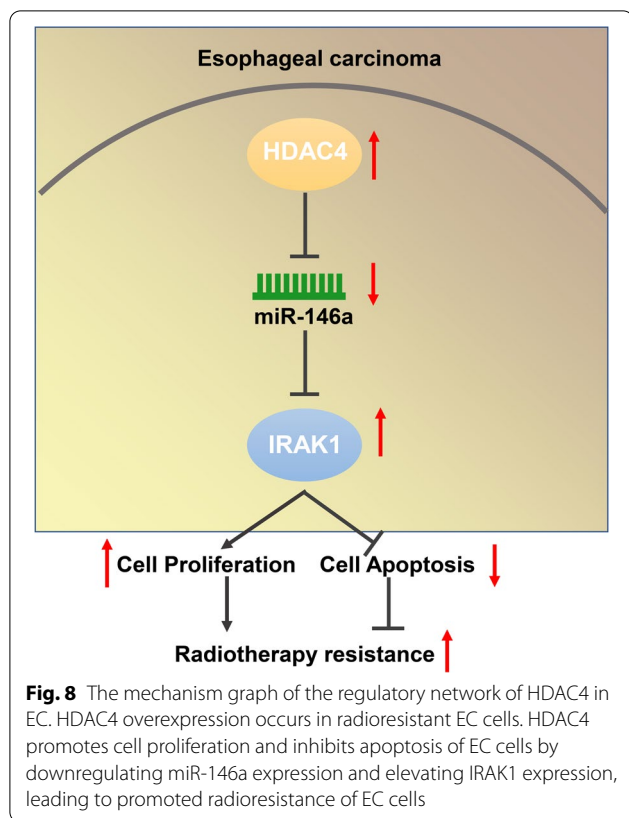 Esophageal carcinoma
HDAC4
miR-146a
IRAK1
Cell Proliferation Cell Apoptosis
Radiotherapy resistance
Fig. 8 The mechanism graph of the regulatory network of HDAC4 in
EC. HDAC4 overexpression occurs in radioresistant EC cells. HDAC4
promotes cell proliferation and inhibits apoptosis of EC cells by
downregulating miR-146a expression and elevating IRAK1 expression,
leading to promoted radioresistance of EC cells